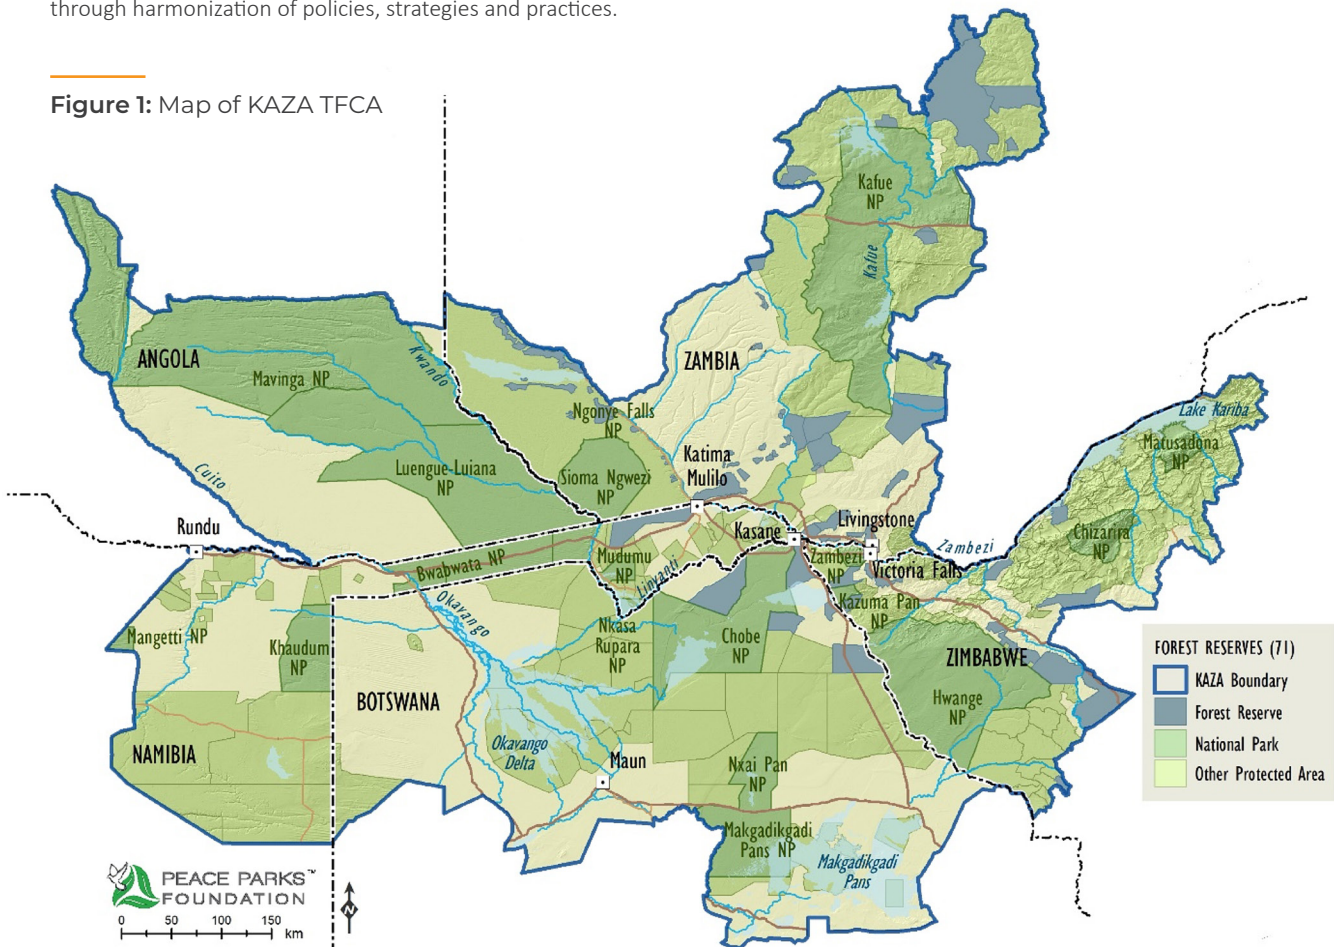 through harmonization of policies, strategies and practices.
Figure 1: Map of KAZA TFCA
Kafue
NP
Kafue
ANGOLA
Mavinga NP
Kwando
ZAMBIA
Ngonye Falls
NP
Lake Kariba
Matusadona
NP
Cuito
Luengue-Luiana
NP
Sioma Ngwezi
NP
Katima
Mulilo
Rundu
Kasane
Livingstone
Zambezi
Chizarira
NP
Bwabwata NP
Mudumu
NP
Linyanti
Zambezi
NP
Victoria Falls
Okavango
Kazuma Pan
NP
Mangetti NP
Khaudum
NP
Nkasa
Rupara
NP
Chobe
NP
ZIMBABWE
BOTSWANA
Hwange
NP
NAMIBIA
Okavango
Delta
Maun
Nxai Pan
NP
Makgadikgadi
Pans NP
Makgadikgadi
Pans
FOREST RESERVES (71)
KAZA Boundary
Forest Reserve
National Park
Other Protected Area
PEACE PARKS™
FOUNDATION
0 50 100 150
km
N